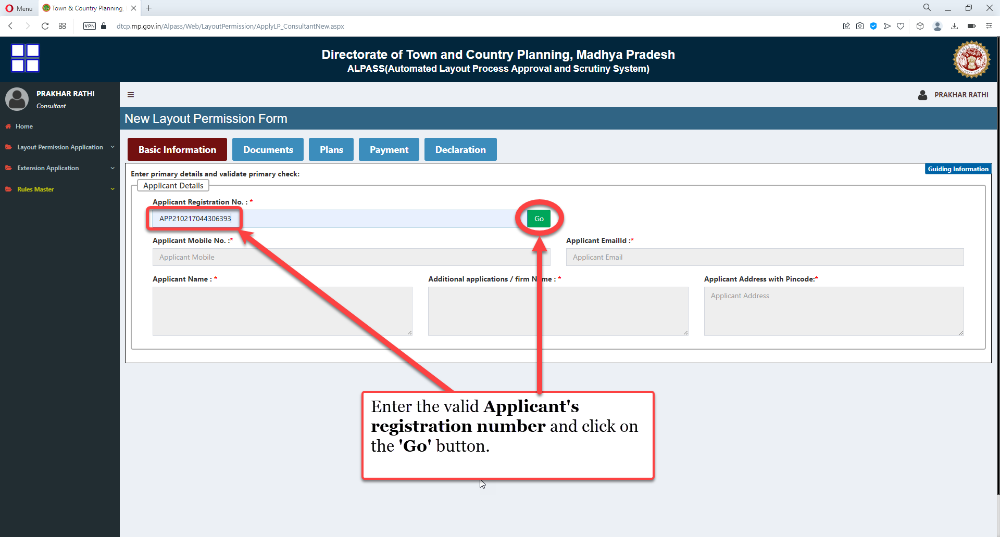 Menu
Town & Country Planning,
VPN
dtcp.mp.gov.in/Alpass/Web/LayoutPermission/ApplyLP_ConsultantNew.aspx
Directorate of Town and Country Planning, Madhya Pradesh
ALPASS(Automated Layout Process Approval and Scrutiny System)
PRAKHAR RATHI
Consultant
PRAKHAR RATHI
Home
Layout Permission Application
Extension Application
Rules Master
New Layout Permission Form
Basic Information Documents Plans Payment Declaration
Guiding Information
Enter primary details and validate primary check:
Applicant Details
Applicant Registration No. : *
APP210217044306393
Go
Applicant Mobile No. :* Applicant EmailId :*
Applicant Mobile Applicant Email
Applicant Name : * Additional applications / firm N me : * Applicant Address with Pincode:*
Applicant Address
Enter the valid Applicant's
registration number and click on
the 'Go' button.